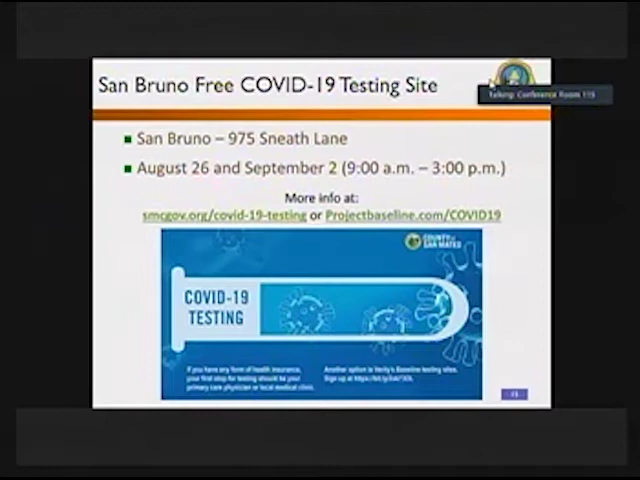 San Bruno Free COVID-19 Testing Site
Talking: Conference Room 115
San Bruno – 975 Sneath Lane
August 26 and September 2 (9:00 a.m. – 3:00 p.m.)
More info at:
smcgov.org/covid-19-testing or Projectbaseline.com/COVID19
COUNTY OF
SAN MATEO
COVID-19
TESTING
If you have any form of health insurance,
your first stop for testing should be your
primary care physician or local medical clinic.
Another option is Verily's Baseline testing sites.
Sign up at